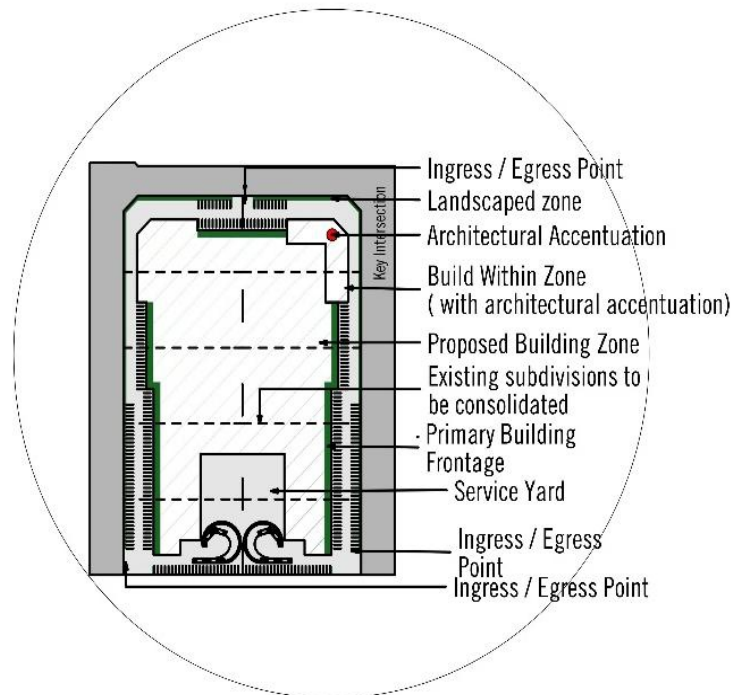 Ingress / Egress Point
Landscaped zone
Architectural Accentuation
Key Intersection
Build Within Zone
( with architectural accentuation)
Proposed Building Zone
Existing subdivisions to
be consolidated
. Primary Building
Frontage
Service Yard
Ingress / Egress
Point
Ingress / Egress Point